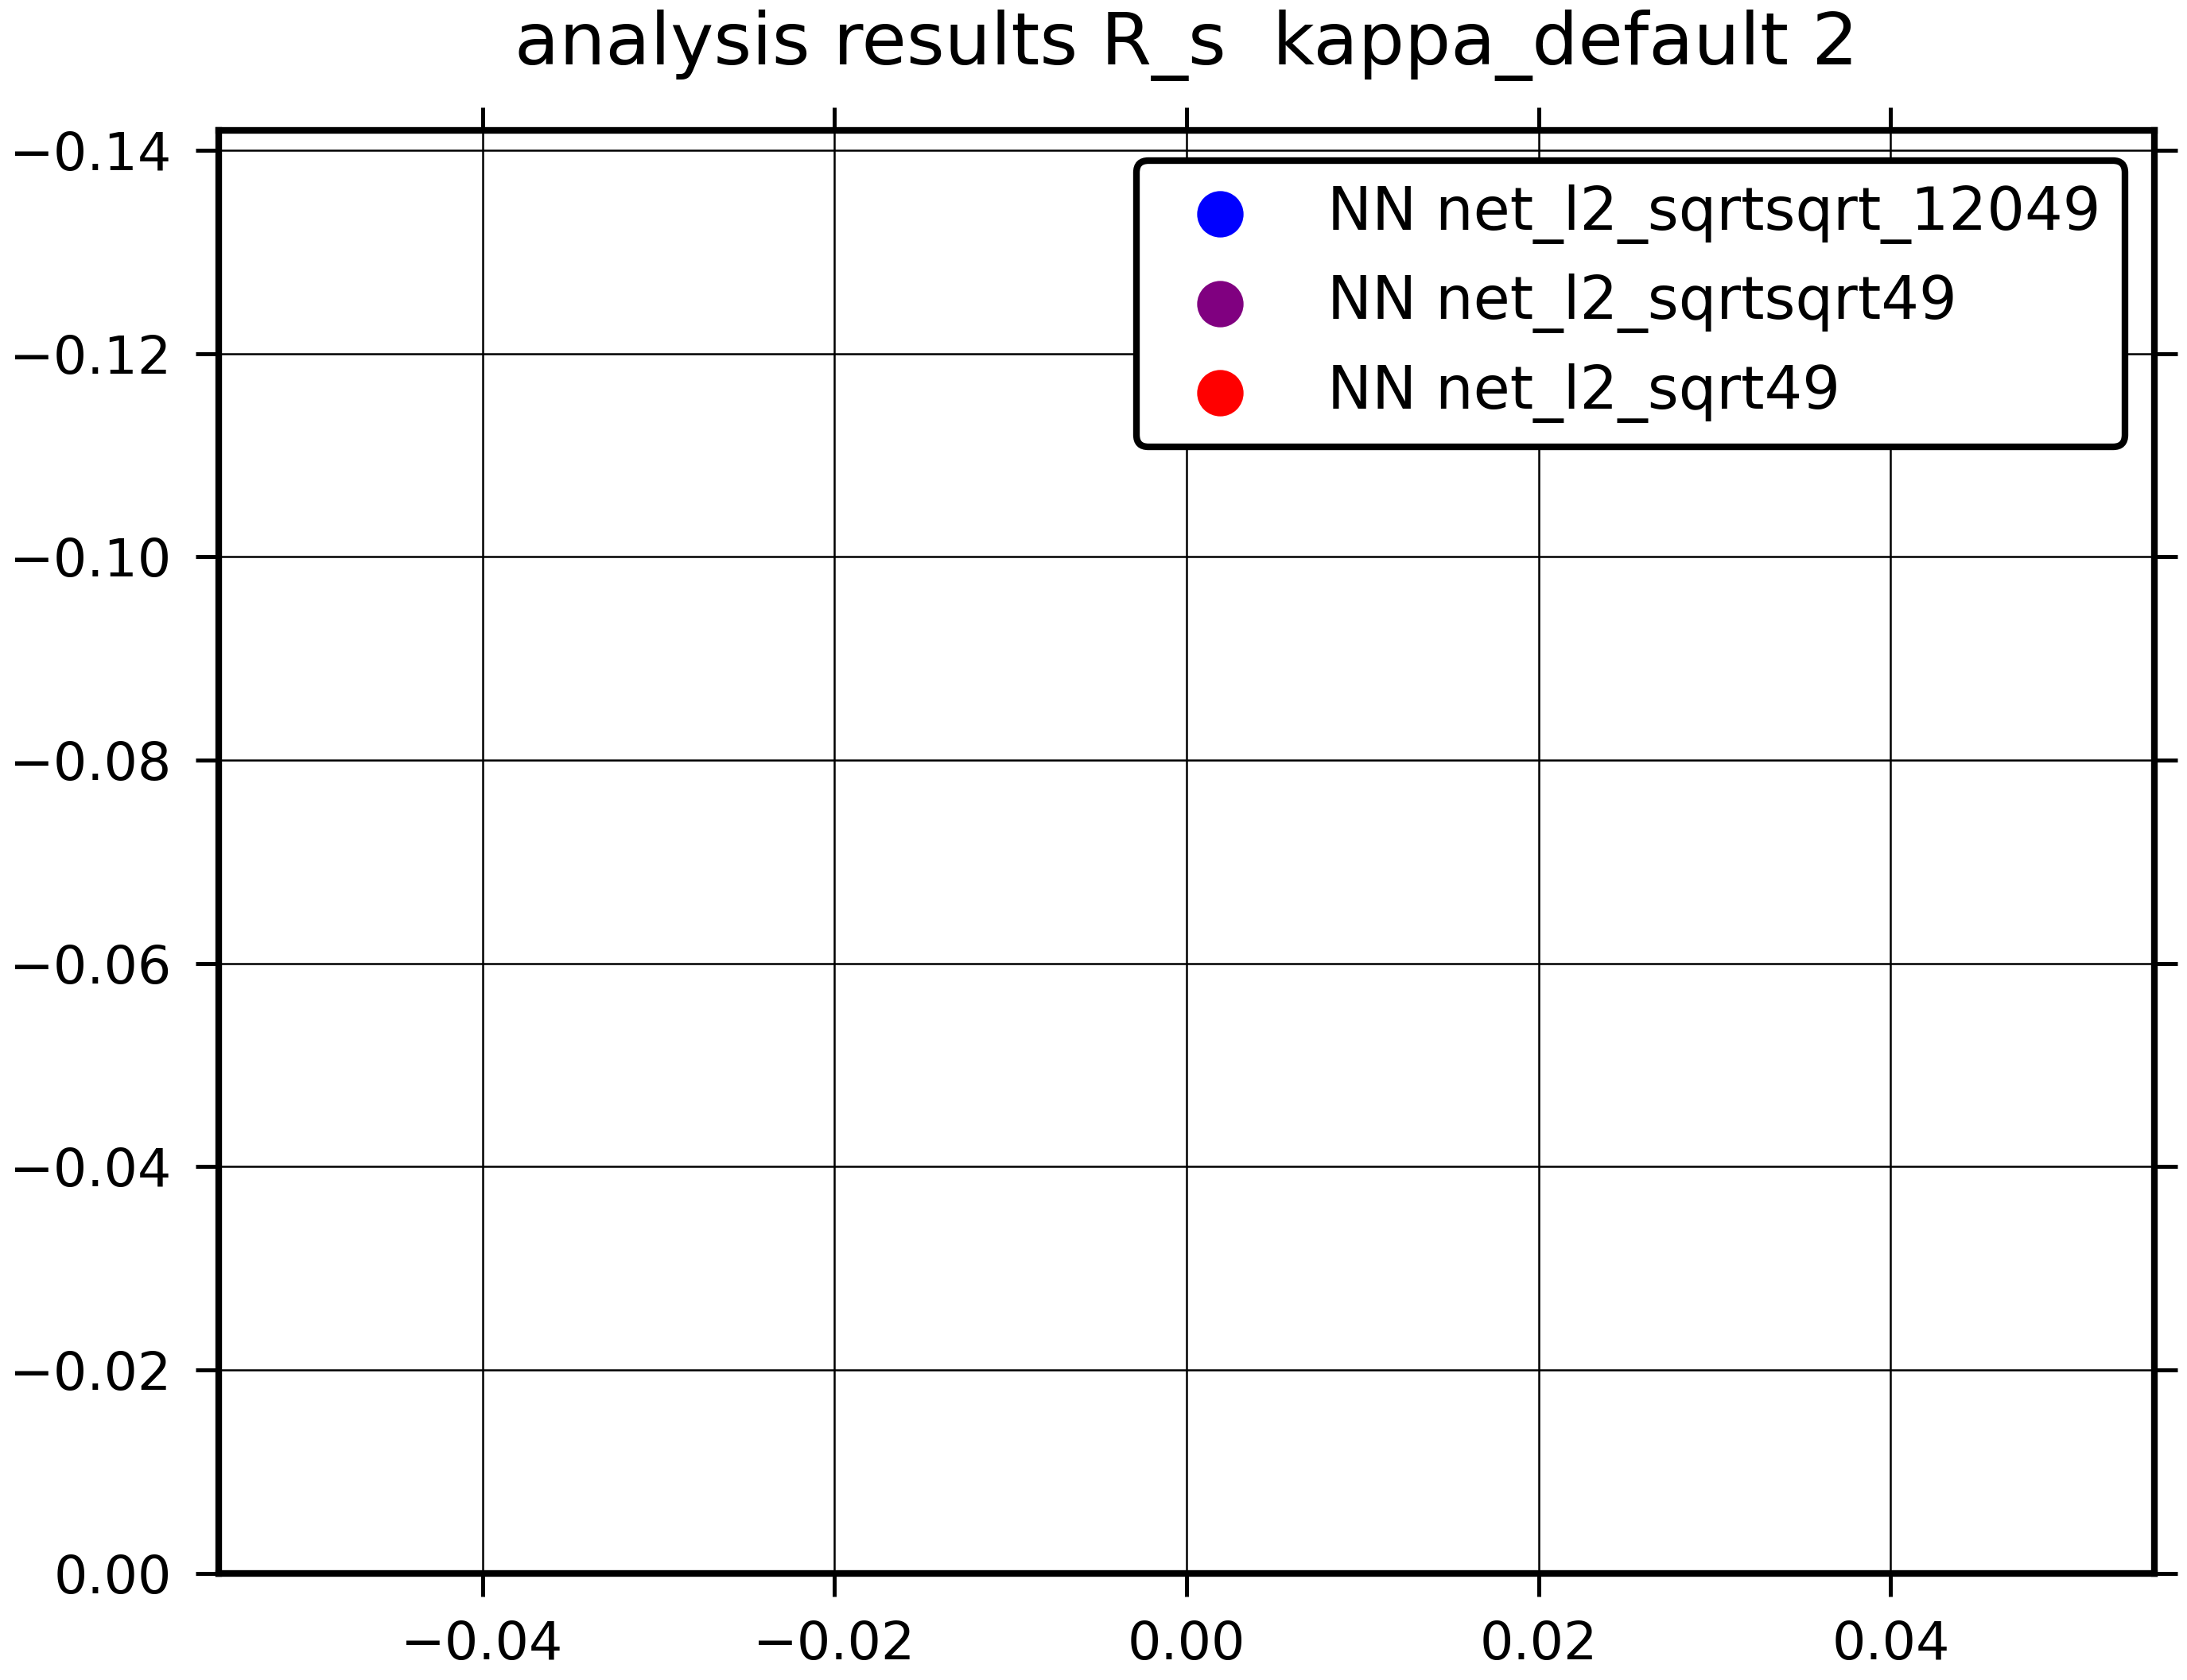 analysis results R_s  kappa_default 2
−0.14
−0.12
−0.10
−0.08
−0.06
−0.04
−0.02
0.00
NN net_l2_sqrtsqrt_12049
NN net_l2_sqrtsqrt49
NN net_l2_sqrt49
−0.04 −0.02 0.00 0.02 0.04